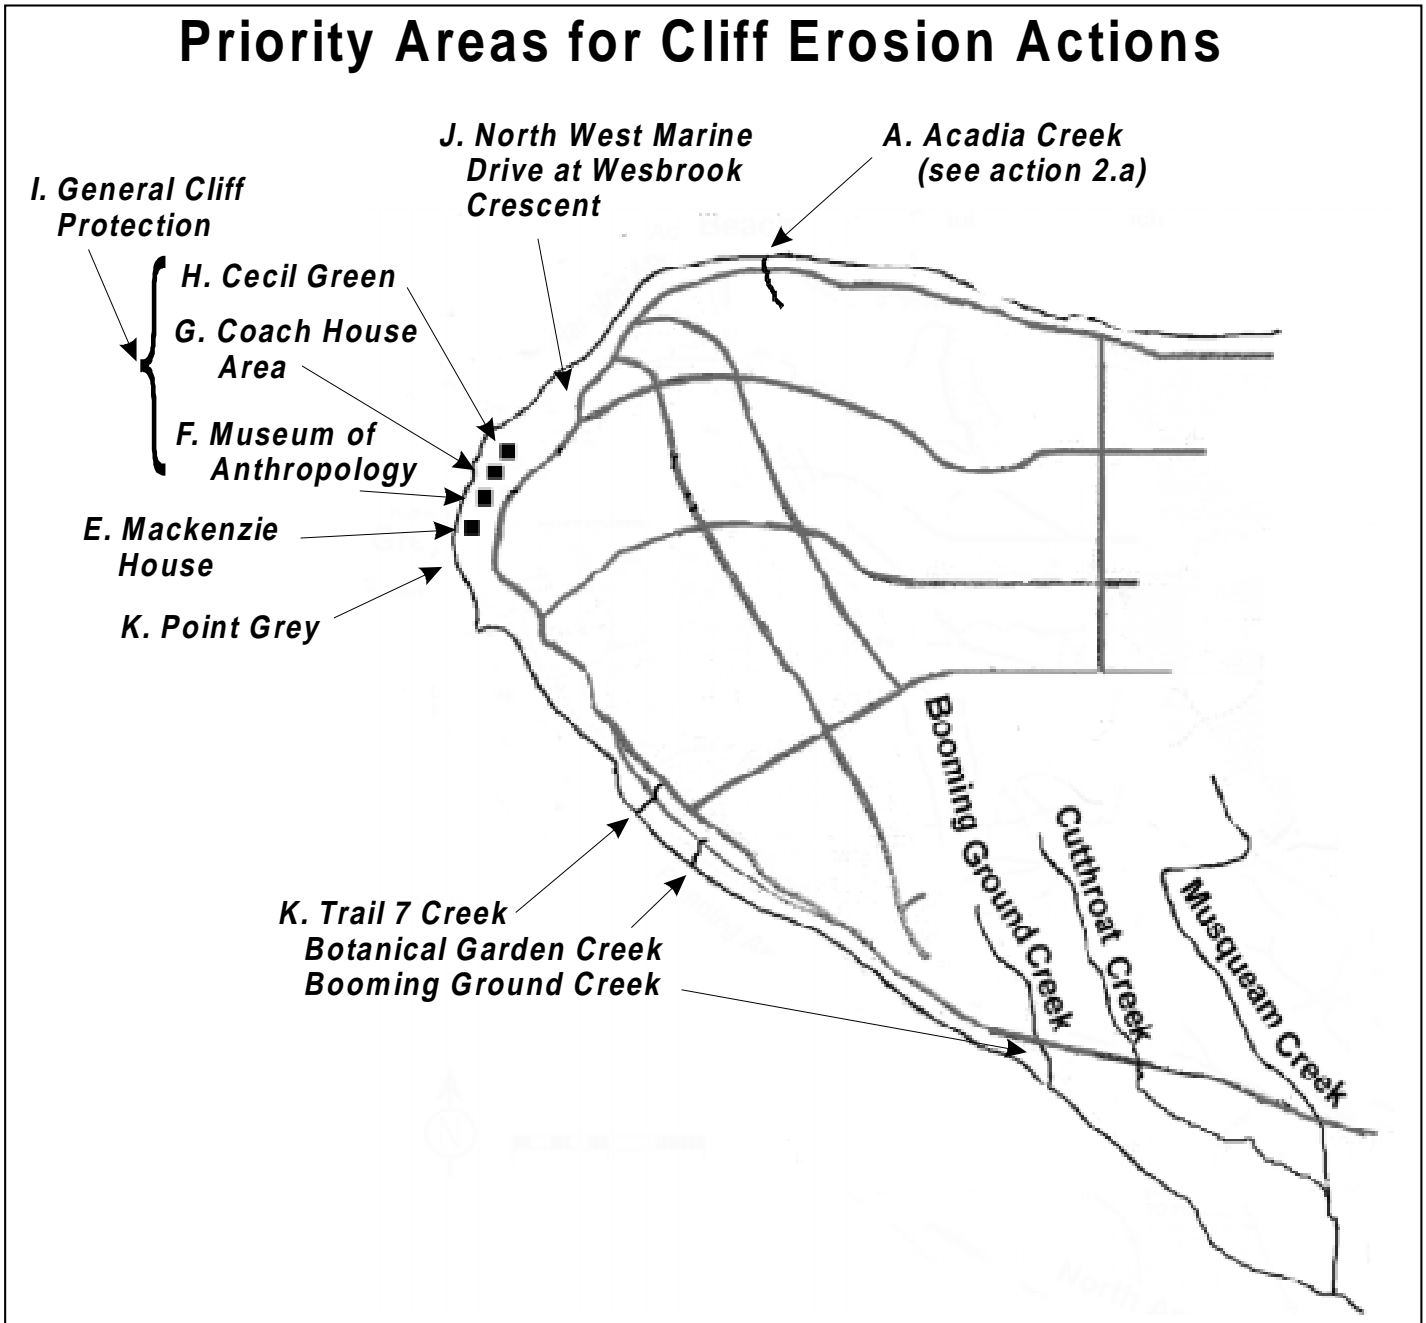 Priority Areas for Cliff Erosion Actions
J. North West Marine
Drive at Wesbrook
Crescent
A. Acadia Creek
(see action 2.a)
I. General Cliff
Protection
H. Cecil Green
G. Coach House
Area
F. Museum of
Anthropology
E. Mackenzie
House
K. Point Grey
K. Trail 7 Creek
Botanical Garden Creek
Booming Ground Creek
Booming Ground Creek
Cutthroat Creek
Musqueam Creek